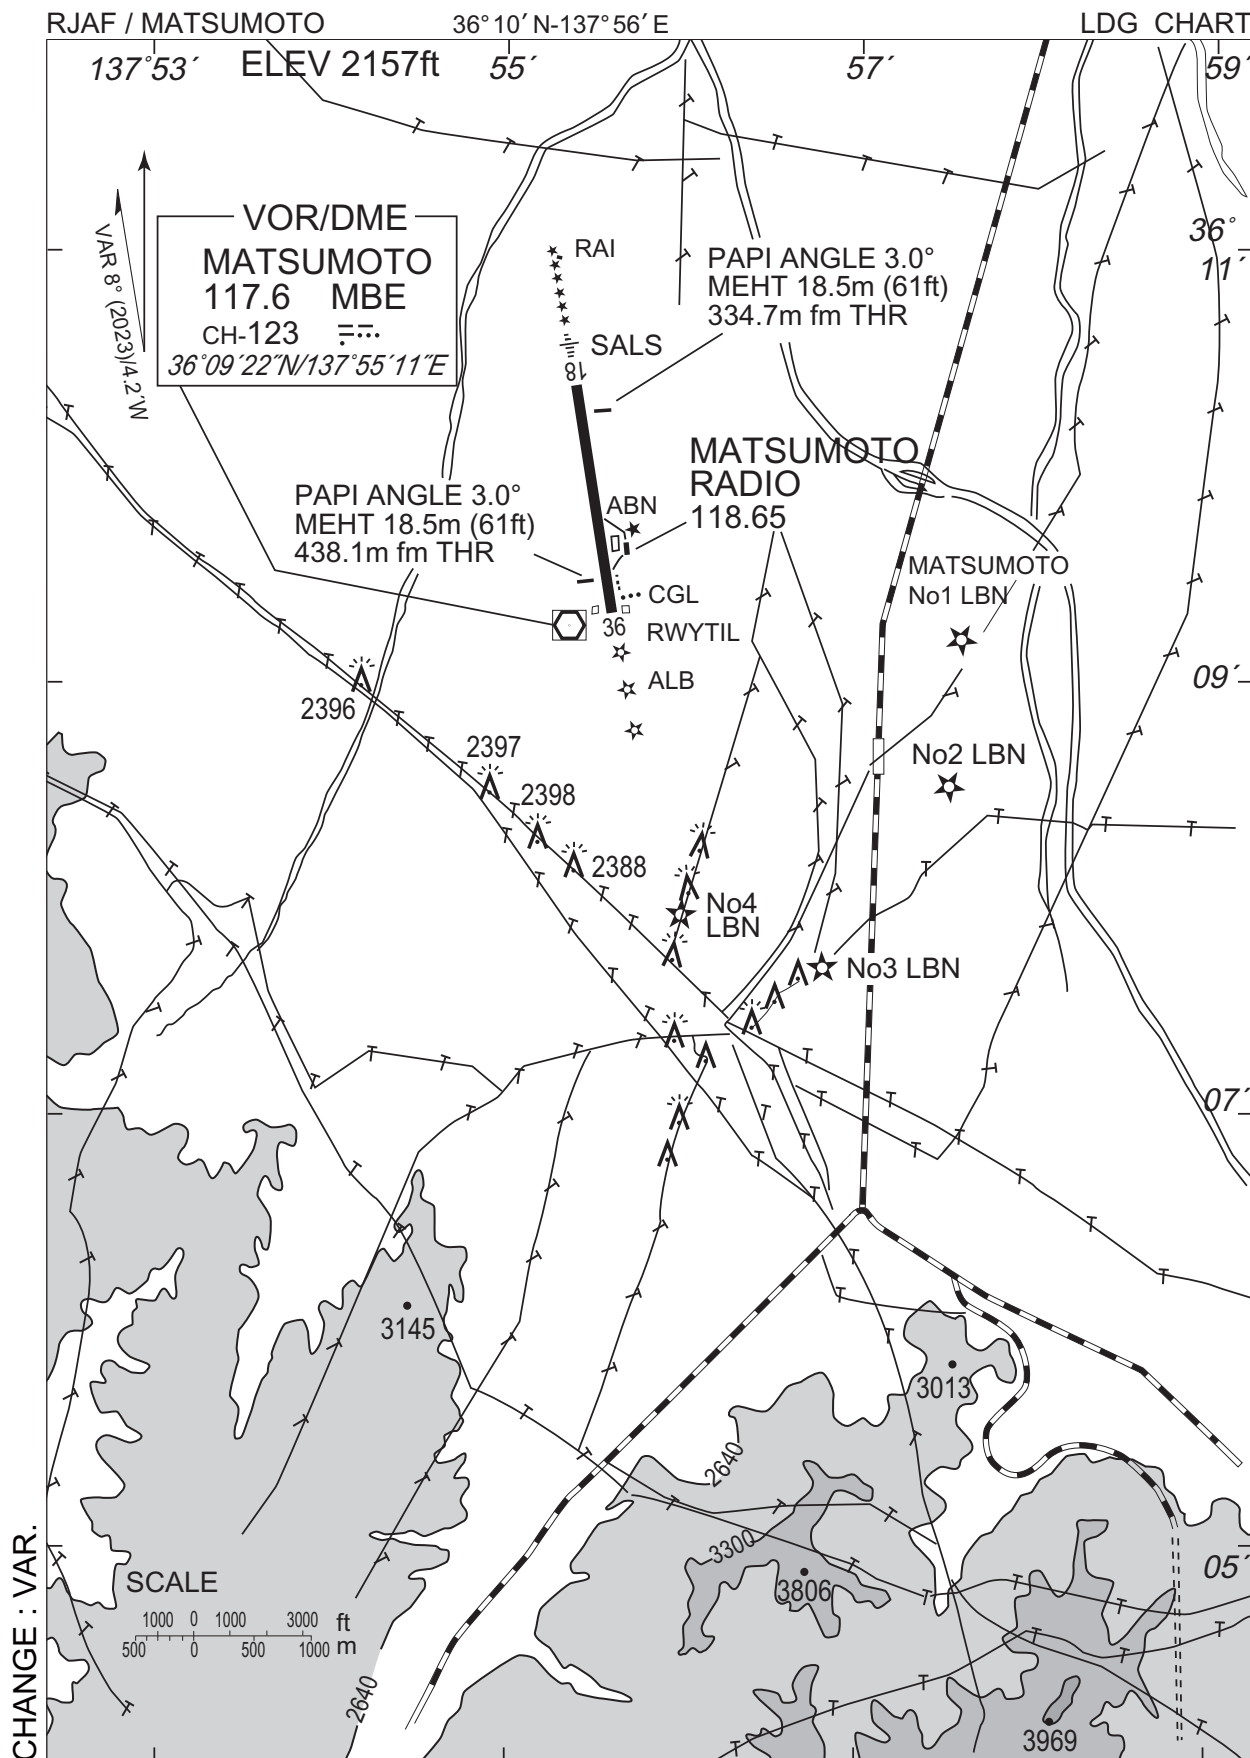 RJAF / MATSUMOTO 36°10′N-137°56′E LDG CHART
137°53′ ELEV 2157ft 55′ 57′ 59′
VAR 8° (2023)/4.2′W
VOR/DME
MATSUMOTO
117.6 MBE
CH-123
36°09′22″N/137°55′11″E
RAI
SALS
18
PAPI ANGLE 3.0°
MEHT 18.5m (61ft)
334.7m fm THR
36°
11′
MATSUMOTO
RADIO
118.65
PAPI ANGLE 3.0°
MEHT 18.5m (61ft)
438.1m fm THR
ABN
CGL
36
RWYTIL
ALB
MATSUMOTO
No1 LBN
09′
2396
2397
2398
2388
No2 LBN
No4
LBN
No3 LBN
07′
3145
3013
2640
3300
3806
05′
SCALE
1000 0 1000 3000 ft
500 0 500 1000 m
2640
3969
CHANGE : VAR.